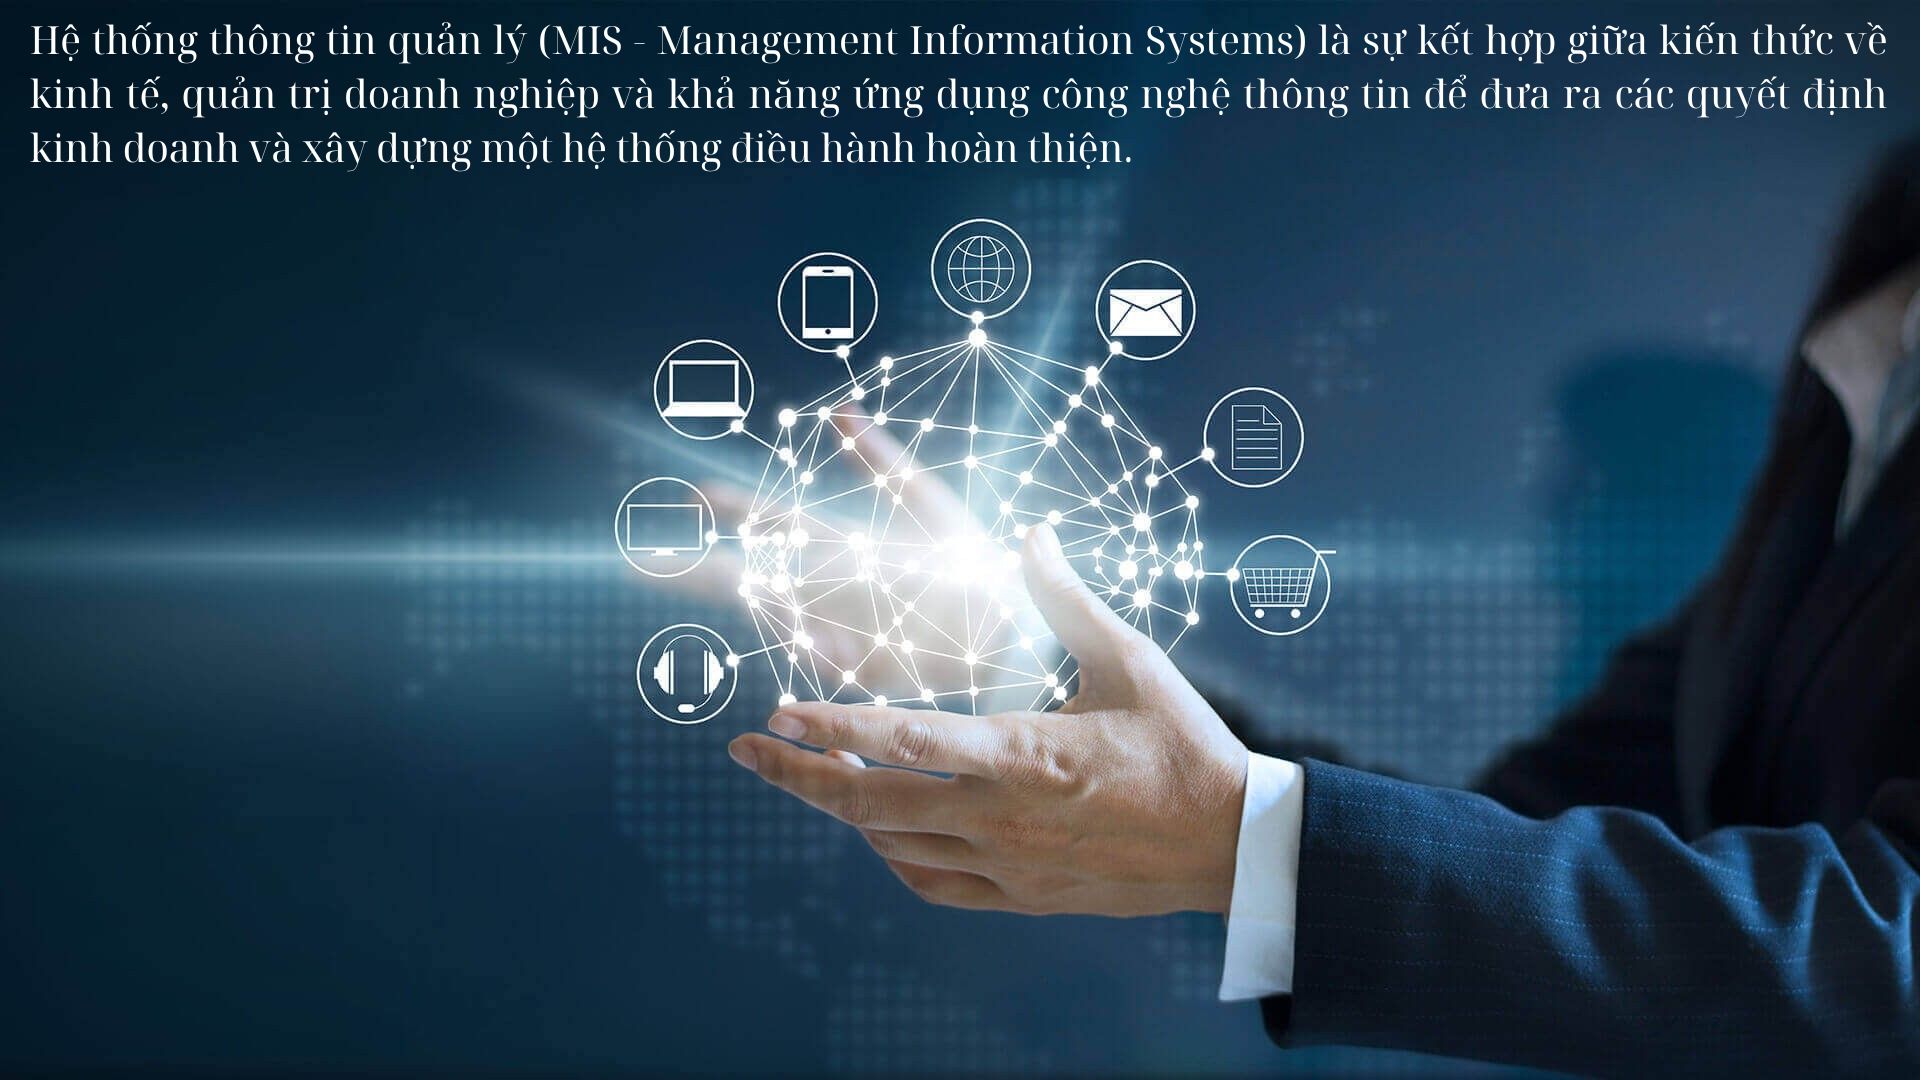 Hệ thống thông tin quản lý (MIS - Management Information Systems) là sự kết hợp giữa kiến thức về
kinh tế, quản trị doanh nghiệp và khả năng ứng dụng công nghệ thông tin để đưa ra các quyết định
kinh doanh và xây dựng một hệ thống điều hành hoàn thiện.